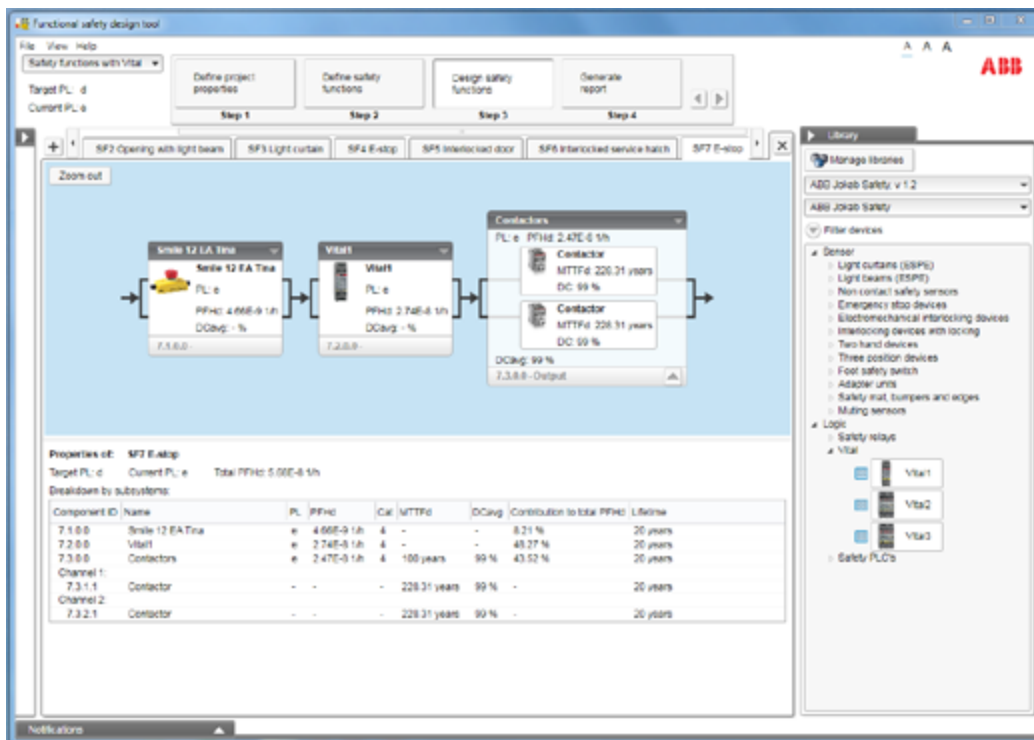 Functional safety design tool
File View Help
Safety functions with Vital
Target PL: d
Current PL: e
Define project properties
Step 1
Define safety functions
Step 2
Design safety functions
Step 3
Generate report
Step 4
A A A
ABB
SF2 Opening with light beam
SF3 Light curtain
SF4 E-stop
SF5 Interlocked door
SF6 Interlocked service hatch
SF7 E-stop
Zoom out
Smile 12 EA Tina
Smile 12 EA Tina
PL: e
PFHd: 4.66E-9 1/h
DCavg: - %
7.1.0.0 -
Vital1
Vital1
PL: e
PFHd: 2.74E-8 1/h
DCavg: - %
7.2.0.0 -
Contactors
PL: e PFHd: 2.47E-8 1/h
Contactor
MTTFd: 228.31 years
DC: 99 %
Contactor
MTTFd: 228.31 years
DC: 99 %
DCavg: 99 %
7.3.0.0 - Output
Properties of: SF7 E-stop
Target PL: d Current PL: e Total PFHd: 5.68E-8 1/h
Breakdown by subsystems:
Component ID Name PL PFHd Cat MTTFd DCavg Contribution to total PFHd Lifetime
7.1.0.0 Smile 12 EA Tina e 4.66E-9 1/h 4 - - 8.21 % 20 years
7.2.0.0 Vital1 e 2.74E-8 1/h 4 - - 48.27 % 20 years
7.3.0.0 Contactors e 2.47E-8 1/h 4 100 years 99 % 43.52 % 20 years
Channel 1:
7.3.1.1 Contactor - - - 228.31 years 99 % - 20 years
Channel 2:
7.3.2.1 Contactor - - - 228.31 years 99 % - 20 years
Notifications
Library
Manage libraries
ABB Jokab Safety, v 1.2
ABB Jokab Safety
Filter devices
Sensor
Light curtains (ESPE)
Light beams (ESPE)
Non contact safety sensors
Emergency stop devices
Electromechanical interlocking devices
Interlocking devices with locking
Two hand devices
Three position devices
Foot safety switch
Adapter units
Safety mat, bumpers and edges
Muting sensors
Logic
Safety relays
Vital
Vital1
Vital2
Vital3
Safety PLC's